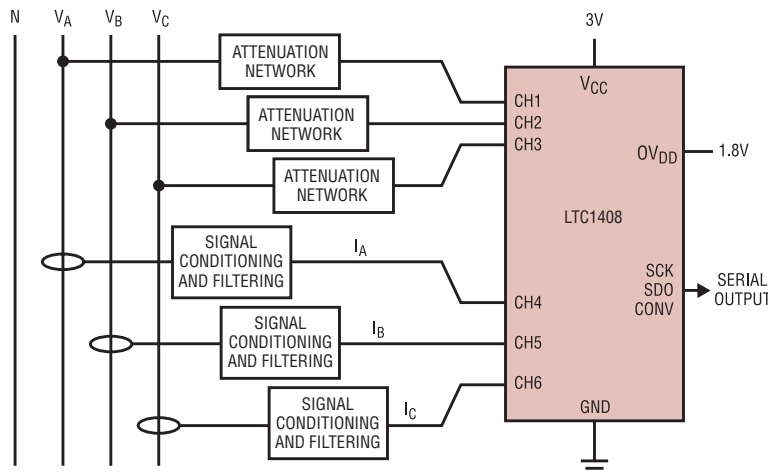 N
VA
VB
VC
ATTENUATION
NETWORK
ATTENUATION
NETWORK
ATTENUATION
NETWORK
SIGNAL
CONDITIONING
AND FILTERING
IA
SIGNAL
CONDITIONING
AND FILTERING
IB
SIGNAL
CONDITIONING
AND FILTERING
IC
3V
VCC
CH1
CH2
CH3
OVDD
1.8V
LTC1408
CH4
CH5
CH6
SCK
SDO
CONV
SERIAL
OUTPUT
GND